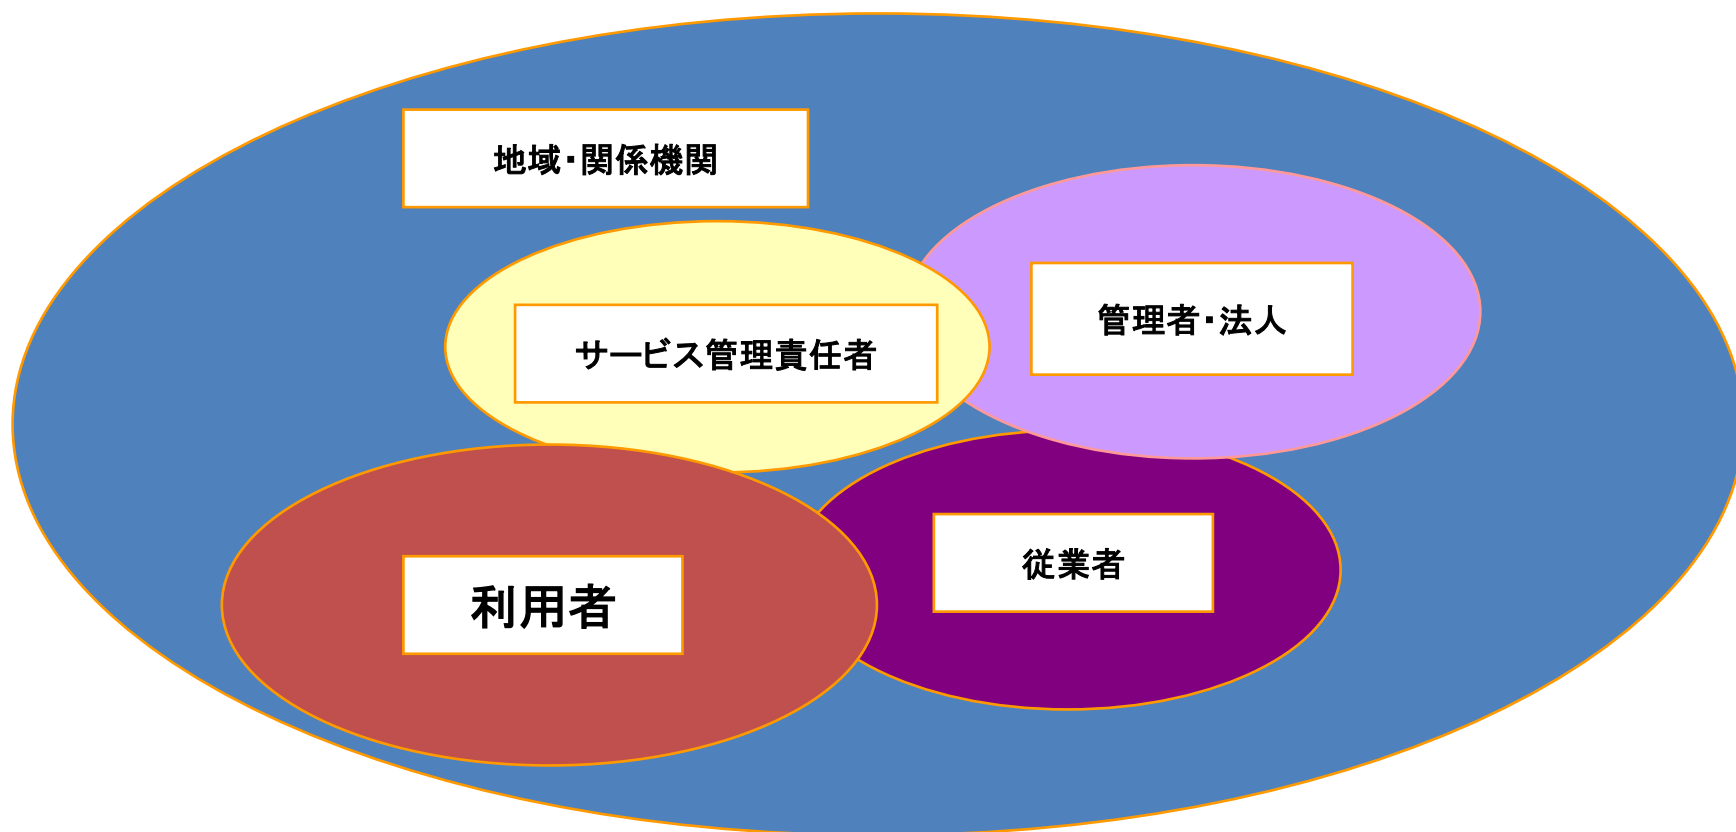 地域・関係機関
管理者・法人
サービス管理責任者
従業者
利用者